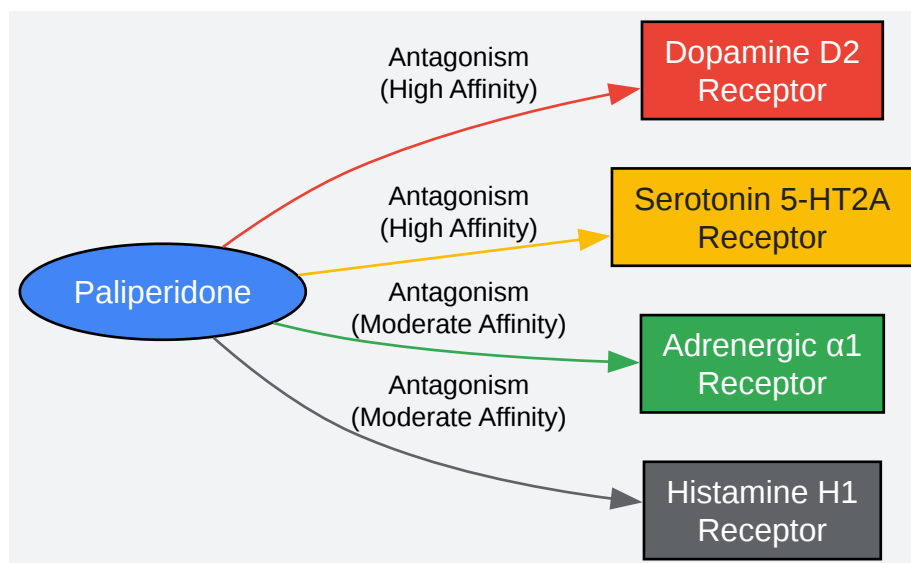 Antagonism
(High Affinity)
Dopamine D2
Receptor
Antagonism
(High Affinity)
Serotonin 5-HT2A
Receptor
Paliperidone
Antagonism
(Moderate Affinity)
Adrenergic α1
Receptor
Antagonism
(Moderate Affinity)
Histamine H1
Receptor